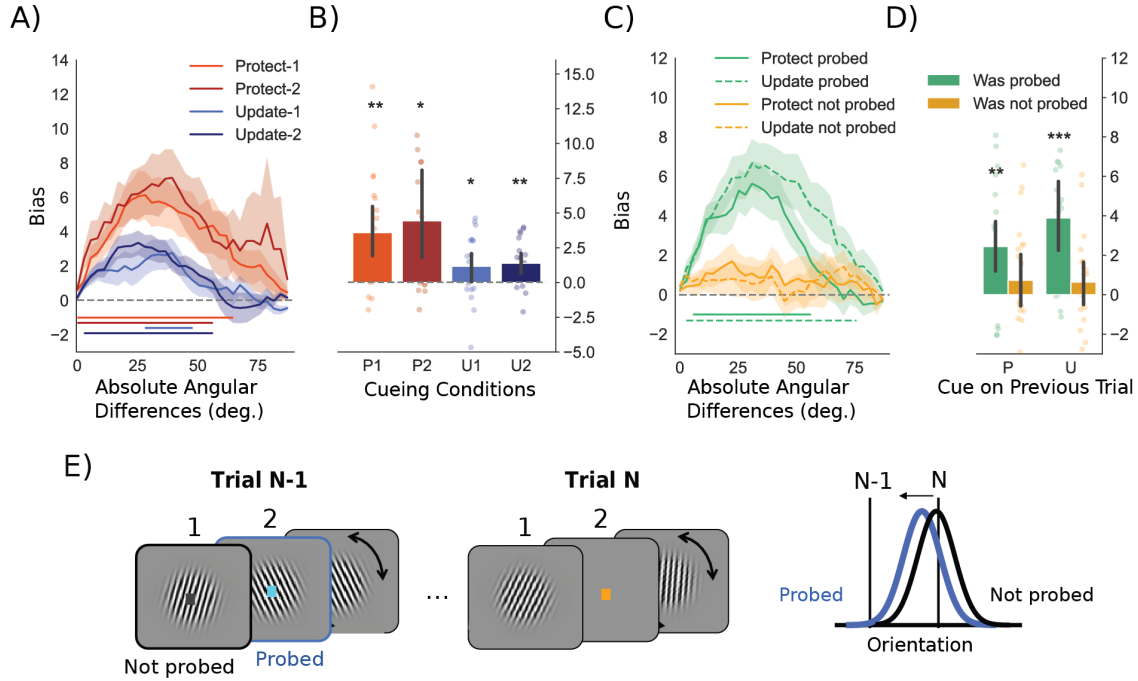 A)
B)
C)
D)
14
12
10
8
6
4
2
0
−2
Bias
Protect-1
Protect-2
Update-1
Update-2
0
25
50
75
Absolute Angular
Differences (deg.)
15.0
12.5
10.0
7.5
5.0
2.5
0.0
−2.5
−5.0
**
*
*
**
P1
P2
U1
U2
Cueing Conditions
12
10
8
6
4
2
0
−2
Bias
Protect probed
Update probed
Protect not probed
Update not probed
0
25
50
75
Absolute Angular
Differences (deg.)
Was probed
Was not probed
12
10
8
6
4
2
0
−2
**
***
P
U
Cue on Previous Trial
E)
Trial N-1
1
2
Not probed
Probed
...
Trial N
1
2
N-1
N
Probed
Not probed
Orientation